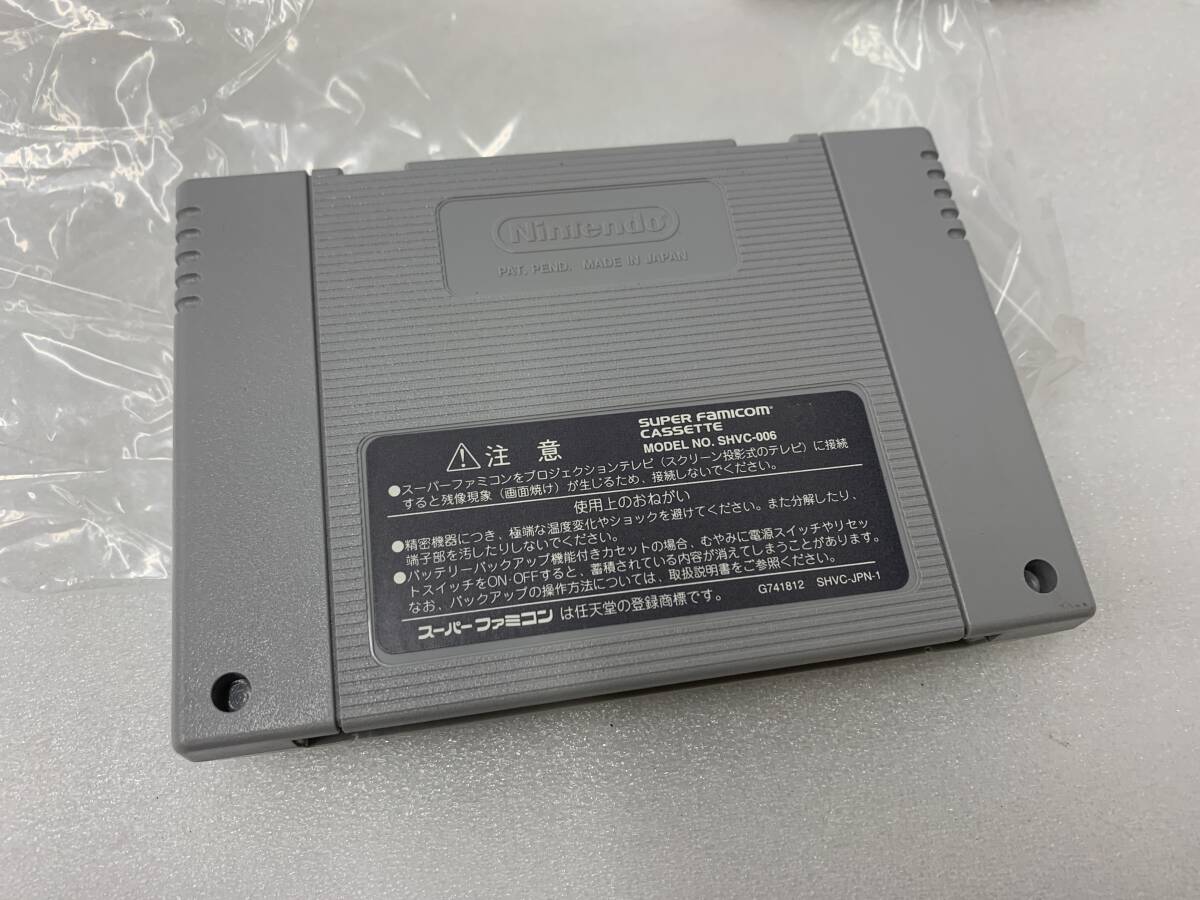 Nintendo
PAT. PEND. MADE IN JAPAN
注意
SUPER FAMICOM
CASSETTE
MODEL NO. SHVC-006
●スーパーファミコンをプロジェクションテレビ（スクリーン投影式のテレビ）に接続
すると残像現象（画面焼け）が生じるため、接続しないでください。
使用上のおねがい
●精密機器につき、極端な温度変化やショックを避けてください。また分解したり、
端子部を汚したりしないでください。
●バッテリーバックアップ機能付きカセットの場合、むやみに電源スイッチやリセッ
トスイッチをON・OFFすると、蓄積されている内容が消えてしまうことがあります。
なお、バックアップの操作方法については、取扱説明書をご参照ください。
スーパーファミコンは任天堂の登録商標です。
G741812 SHVC-JPN-1